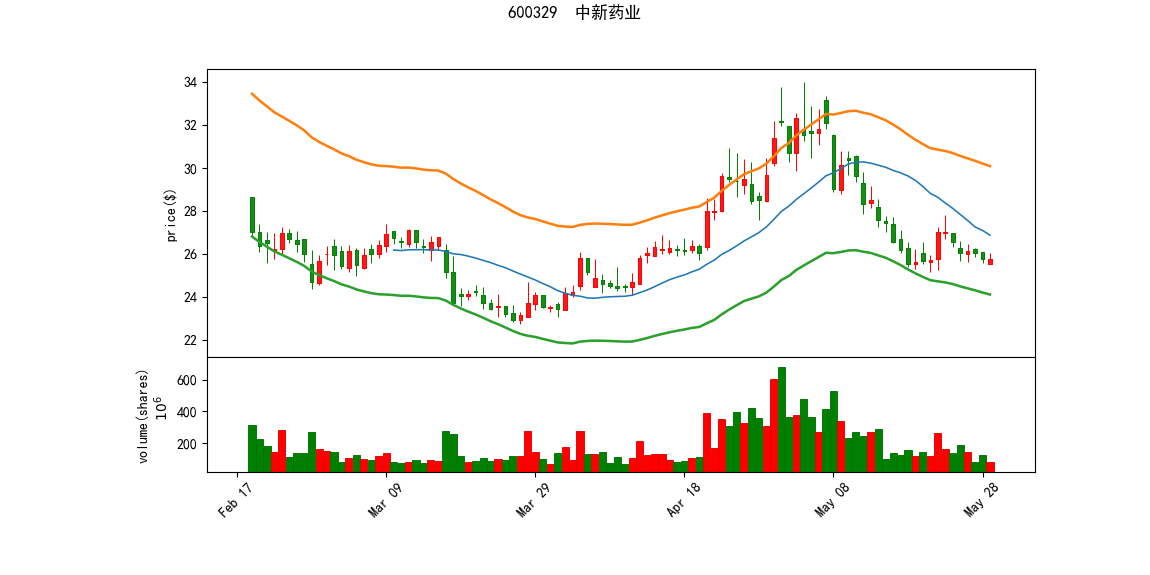 600329  中新药业
price($)
34
32
30
28
26
24
22
volume(shares)
10^6
600
400
200
Feb 17
Mar 09
Mar 29
Apr 18
May 08
May 28